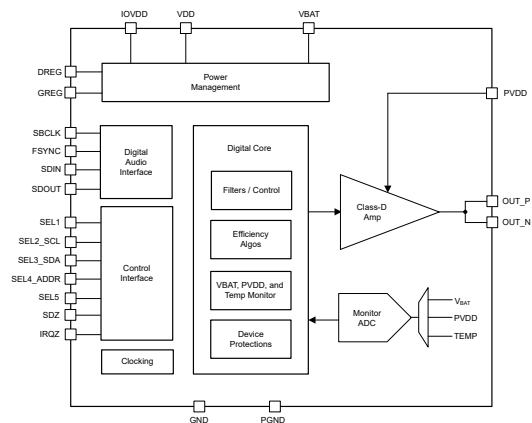 IOVDD
VDD
VBAT
DREG
GREG
Power
Management
PVDD
SBCLK
FSYNC
SDIN
SDOUT
Digital
Audio
Interface
Digital Core
Filters / Control
Efficiency
Algos
VBAT, PVDD, and
Temp Monitor
Device
Protections
Class-D
Amp
OUT_P
OUT_N
SEL1
SEL2_SCL
SEL3_SDA
SEL4_ADDR
SEL5
SDZ
IRQZ
Control
Interface
Clocking
Monitor
ADC
VBAT
PVDD
TEMP
GND
PGND